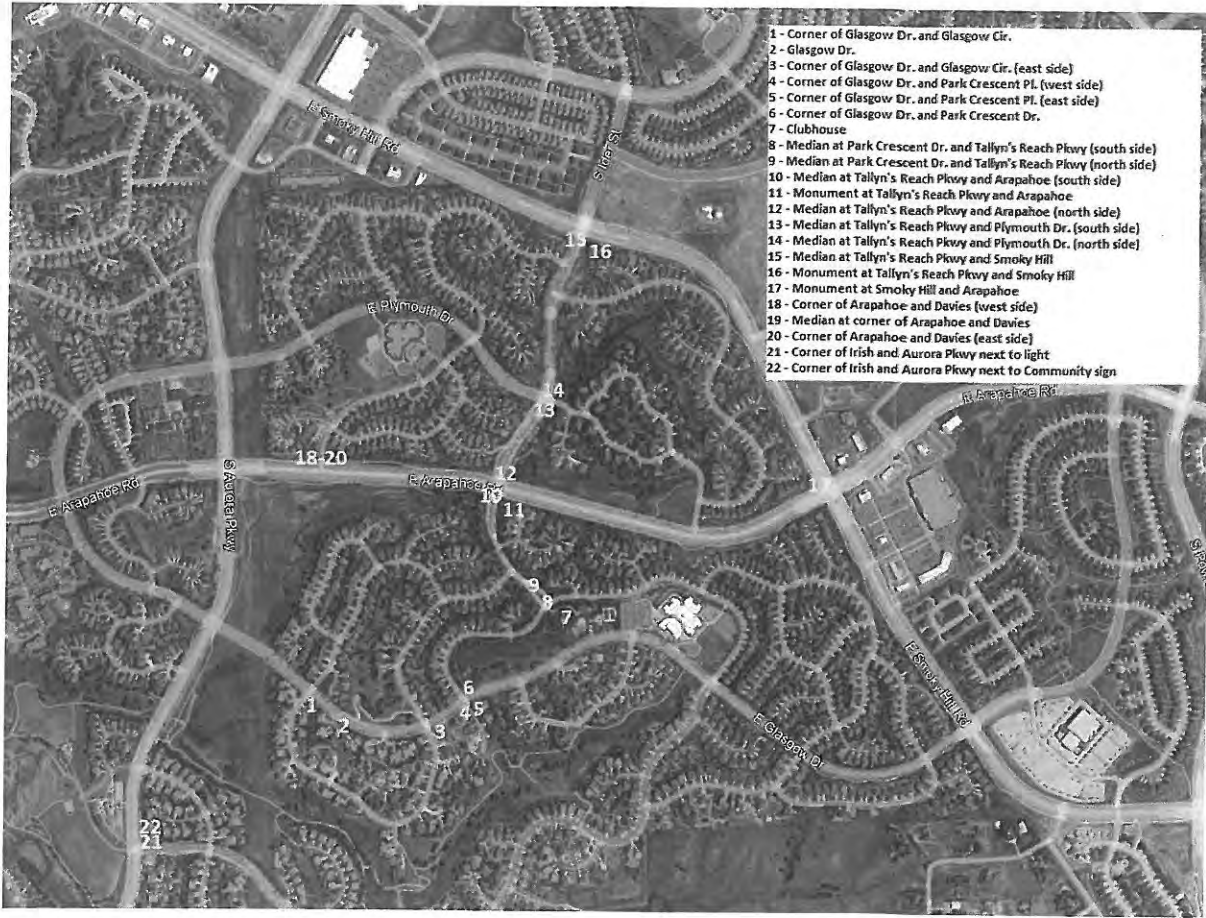 1 - Corner of Glasgow Dr. and Glasgow Cir.
2 - Glasgow Dr.
3 - Corner of Glasgow Dr. and Glasgow Cir. (east side)
4 - Corner of Glasgow Dr. and Park Crescent Pl. (west side)
5 - Corner of Glasgow Dr. and Park Crescent Pl. (east side)
6 - Corner of Glasgow Dr. and Park Crescent Dr.
7 - Clubhouse
8 - Median at Park Crescent Dr. and Tallyn's Reach Pkwy (south side)
9 - Median at Park Crescent Dr. and Tallyn's Reach Pkwy (north side)
10 - Median at Tallyn's Reach Pkwy and Arapahoe (south side)
11 - Monument at Tallyn's Reach Pkwy and Arapahoe
12 - Median at Tallyn's Reach Pkwy and Arapahoe (north side)
13 - Median at Tallyn's Reach Pkwy and Plymouth Dr. (south side)
14 - Median at Tallyn's Reach Pkwy and Plymouth Dr. (north side)
15 - Median at Tallyn's Reach Pkwy and Smoky Hill
16 - Monument at Tallyn's Reach Pkwy and Smoky Hill
17 - Monument at Smoky Hill and Arapahoe
18 - Corner of Arapahoe and Davies (west side)
19 - Median at corner of Arapahoe and Davies
20 - Corner of Arapahoe and Davies (east side)
21 - Corner of Irish and Aurora Pkwy next to light
22 - Corner of Irish and Aurora Pkwy next to Community sign
E Smoky Hill Rd
15
16
E Plymouth Dr
14
13
E Arapahoe Rd
18-20
12
E Arapahoe
10
11
17
E Arapahoe Rd
S Aurora Pkwy
9
8
7
6
4 5
1
2
3
E Smoky Hill Rd
E Glasgow Dr
22
21